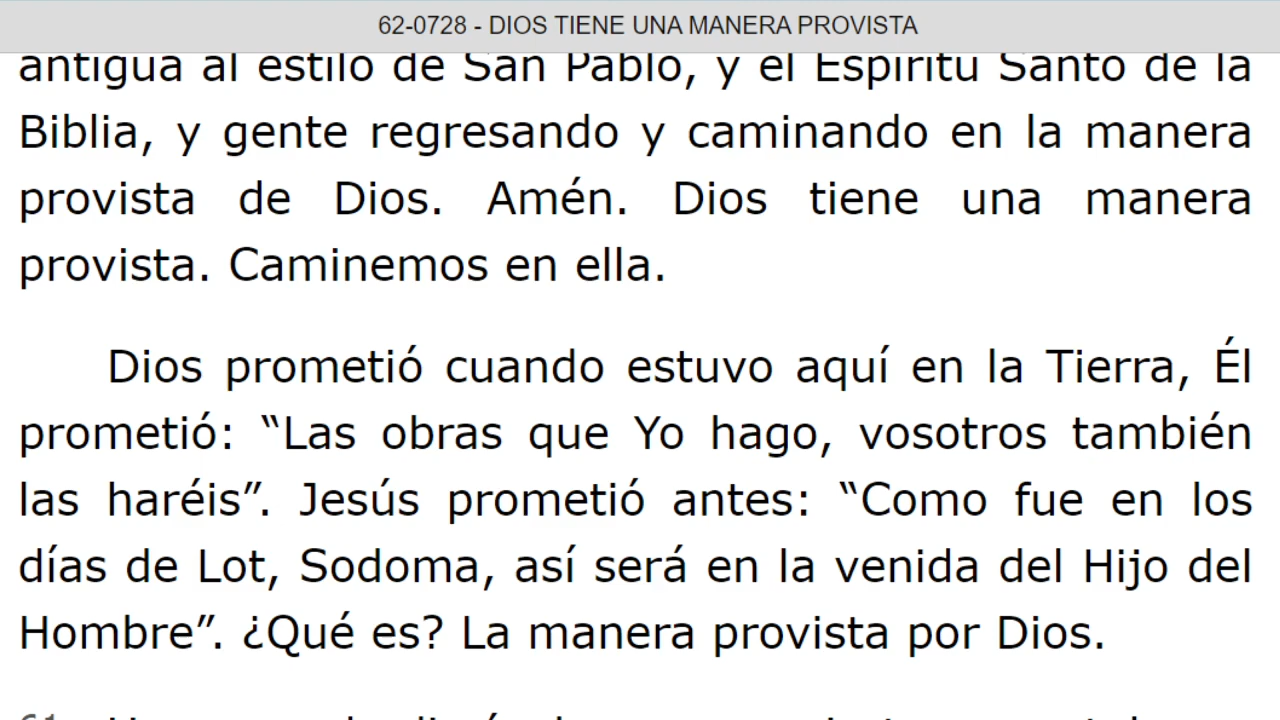 62-0728 - DIOS TIENE UNA MANERA PROVISTA
antigua al estilo de San Pablo, y el Espíritu Santo de la
Biblia, y gente regresando y caminando en la manera
provista de Dios. Amén. Dios tiene una manera
provista. Caminemos en ella.
Dios prometió cuando estuvo aquí en la Tierra, Él
prometió: “Las obras que Yo hago, vosotros también
las haréis”. Jesús prometió antes: “Como fue en los
días de Lot, Sodoma, así será en la venida del Hijo del
Hombre”. ¿Qué es? La manera provista por Dios.